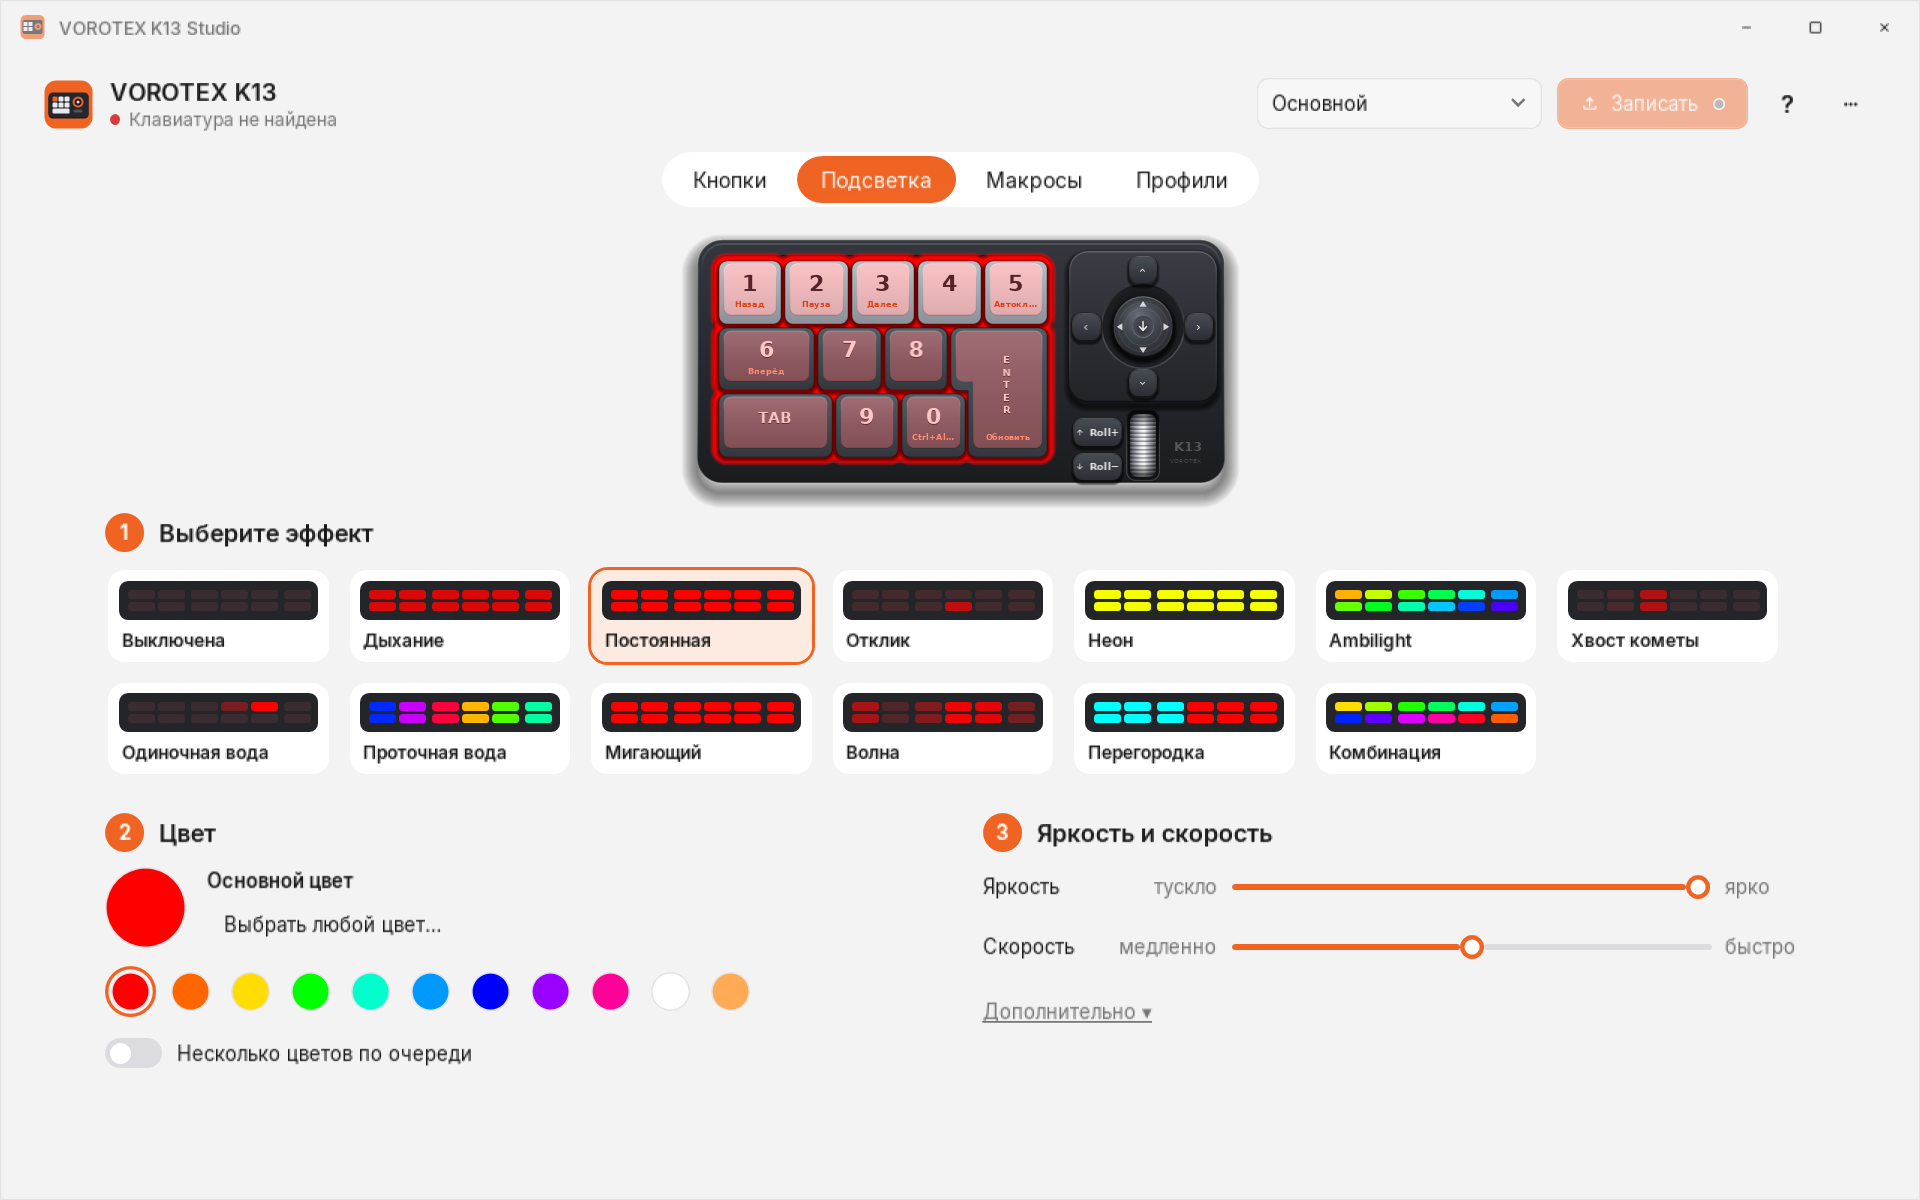 VOROTEX K13 Studio
VOROTEX K13
Клавиатура не найдена
Основной
Записать
?
Кнопки
Подсветка
Макросы
Профили
1
Назад
2
Пауза
3
Далее
4
5
Автокл...
6
Вперёд
7
8
ENTER
Обновить
TAB
9
0
Ctrl+Al...
Roll+
Roll−
K13
VOROTEX
1 Выберите эффект
Выключена
Дыхание
Постоянная
Отклик
Неон
Ambilight
Хвост кометы
Одиночная вода
Проточная вода
Мигающий
Волна
Перегородка
Комбинация
2 Цвет
Основной цвет
Выбрать любой цвет...
Несколько цветов по очереди
3 Яркость и скорость
Яркость тускло ярко
Скорость медленно быстро
Дополнительно ▾